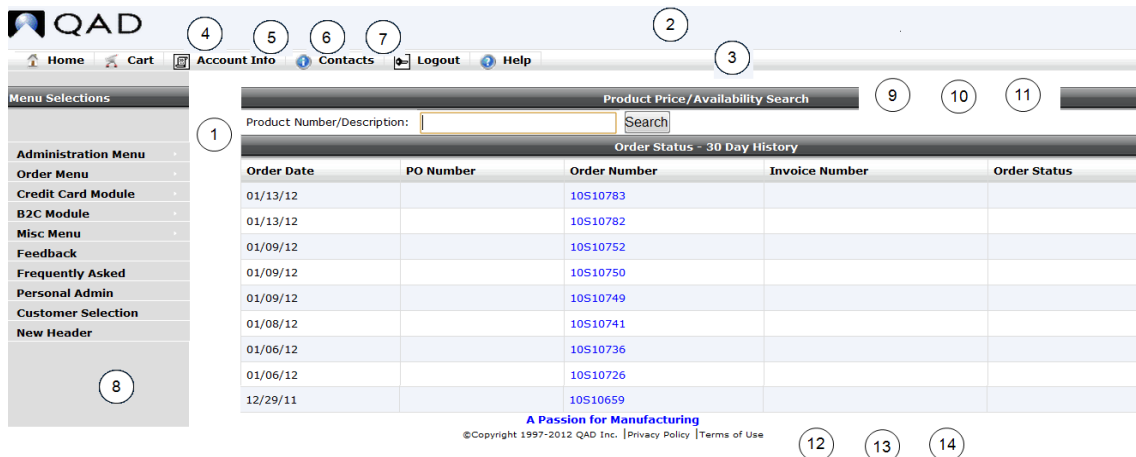 QAD
2
4 5 6 7
Home Cart Account Info Contacts Logout Help
3
Menu Selections
Product Price/Availability Search
9 10 11
1
Product Number/Description: Search
Order Status - 30 Day History
Order Date PO Number Order Number Invoice Number Order Status
01/13/12 10S10783
01/13/12 10S10782
01/09/12 10S10752
01/09/12 10S10750
01/09/12 10S10749
01/08/12 10S10741
01/06/12 10S10736
01/06/12 10S10726
12/29/11 10S10659
Administration Menu
Order Menu
Credit Card Module
B2C Module
Misc Menu
Feedback
Frequently Asked
Personal Admin
Customer Selection
New Header
8
A Passion for Manufacturing
©Copyright 1997-2012 QAD Inc. |Privacy Policy |Terms of Use
12 13 14